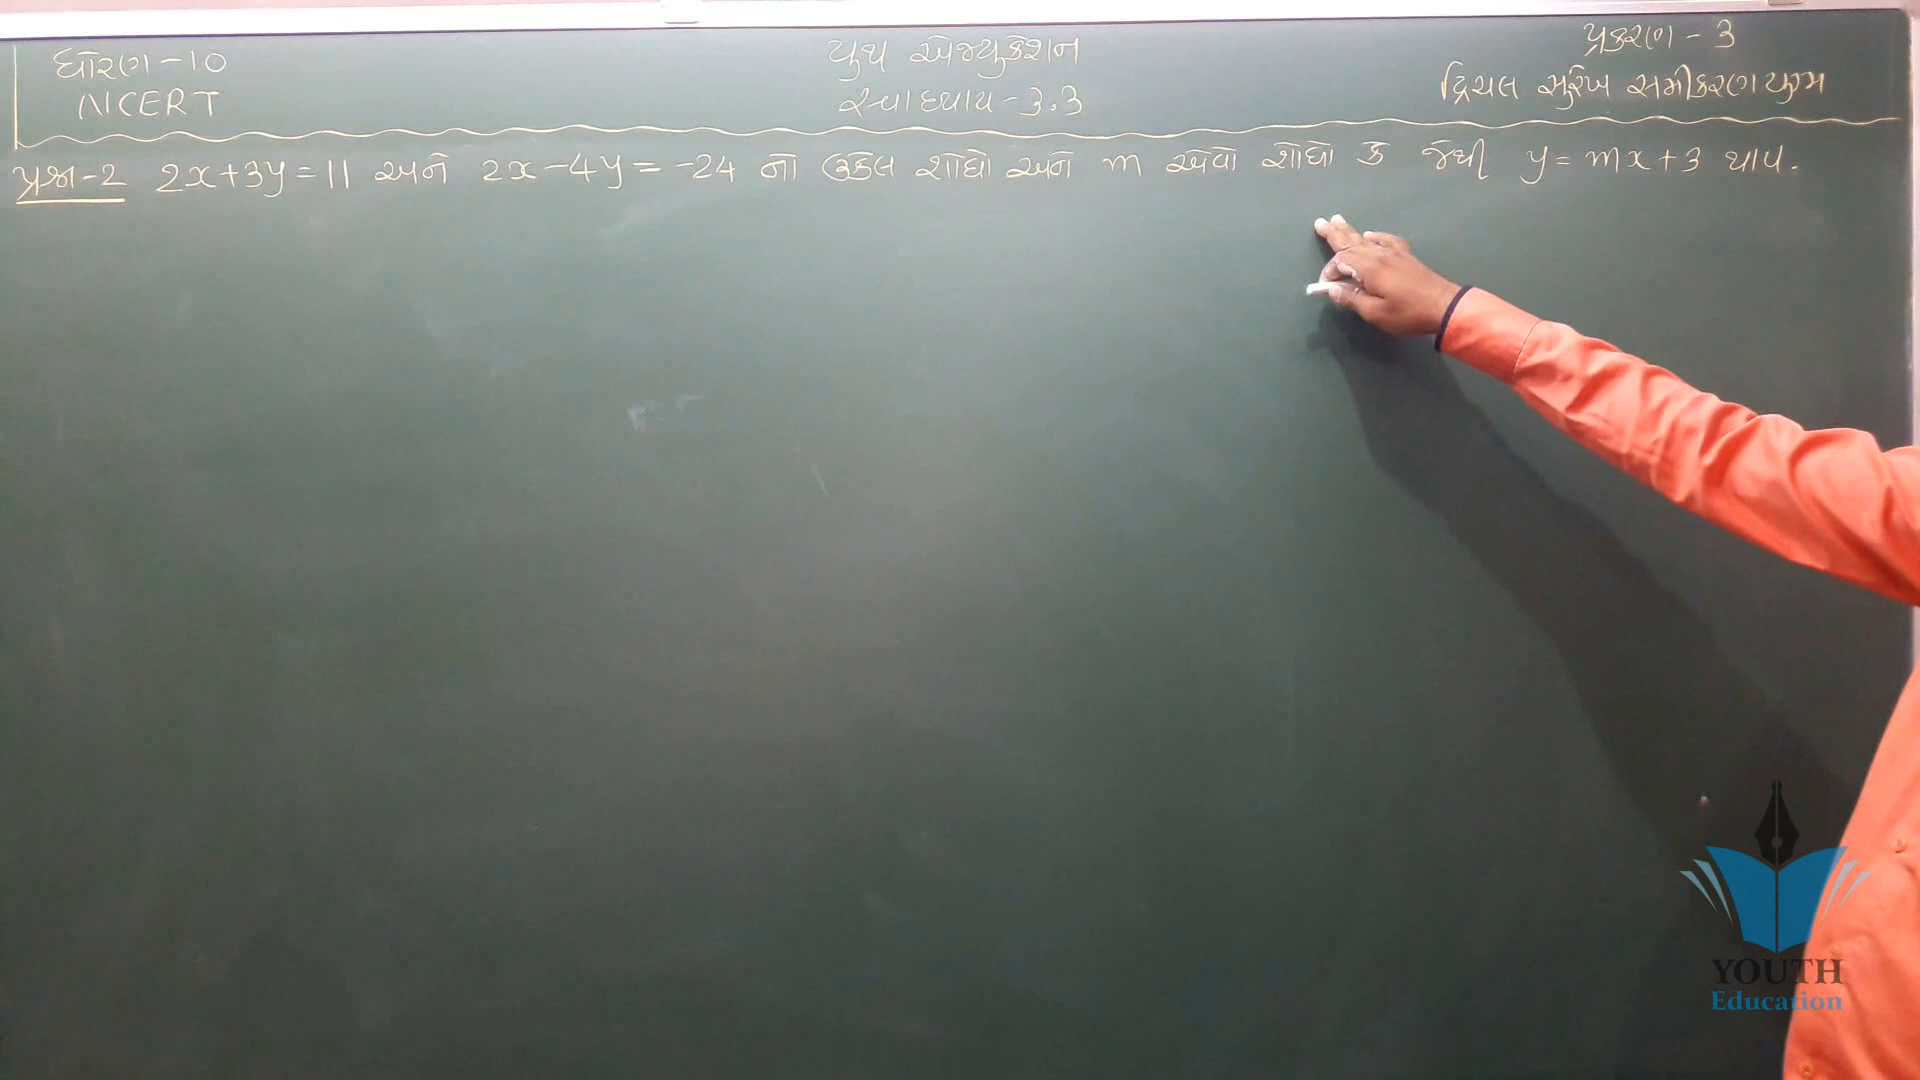 ધોરણ-10
NCERT
યુથ એજ્યુકેશન
સ્વાધ્યાય-3.3
પ્રકરણ-3
દ્વિચલ સુરેખ સમીકરણયુગ્મ
પ્રશ્ન-2 2x+3y=11 અને 2x-4y=-24 નો ઉકેલ શોધો અને m એવો શોધો કે જેથી y=mx+3 થાય.
YOUTH
Education